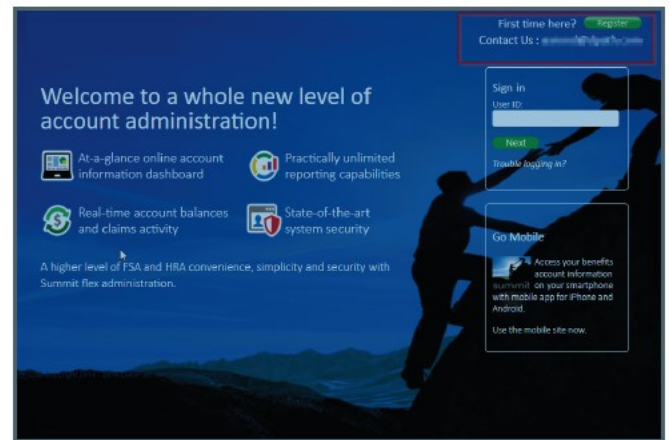 First time here? Register
Contact Us :
Welcome to a whole new level of
account administration!
At-a-glance online account
information dashboard
Practically unlimited
reporting capabilities
Real-time account balances
and claims activity
State-of-the-art
system security
A higher level of FSA and HRA convenience, simplicity and security with
Summit flex administration.
Sign in
User ID:
Next
Trouble logging in?
Go Mobile
Access your benefits
account information
summit on your smartphone
with mobile app for iPhone and
Android.
Use the mobile site now.